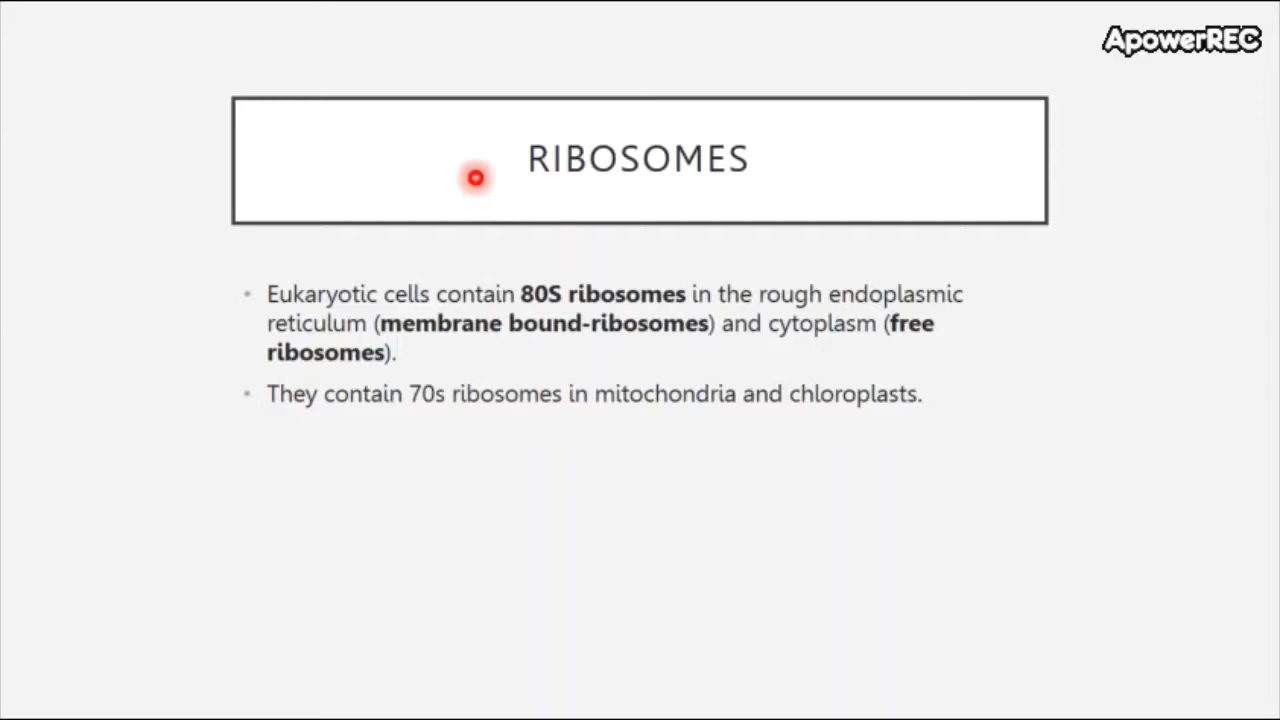 ApowerREC
RIBOSOMES
• Eukaryotic cells contain 80S ribosomes in the rough endoplasmic
reticulum (membrane bound-ribosomes) and cytoplasm (free
ribosomes).
• They contain 70s ribosomes in mitochondria and chloroplasts.